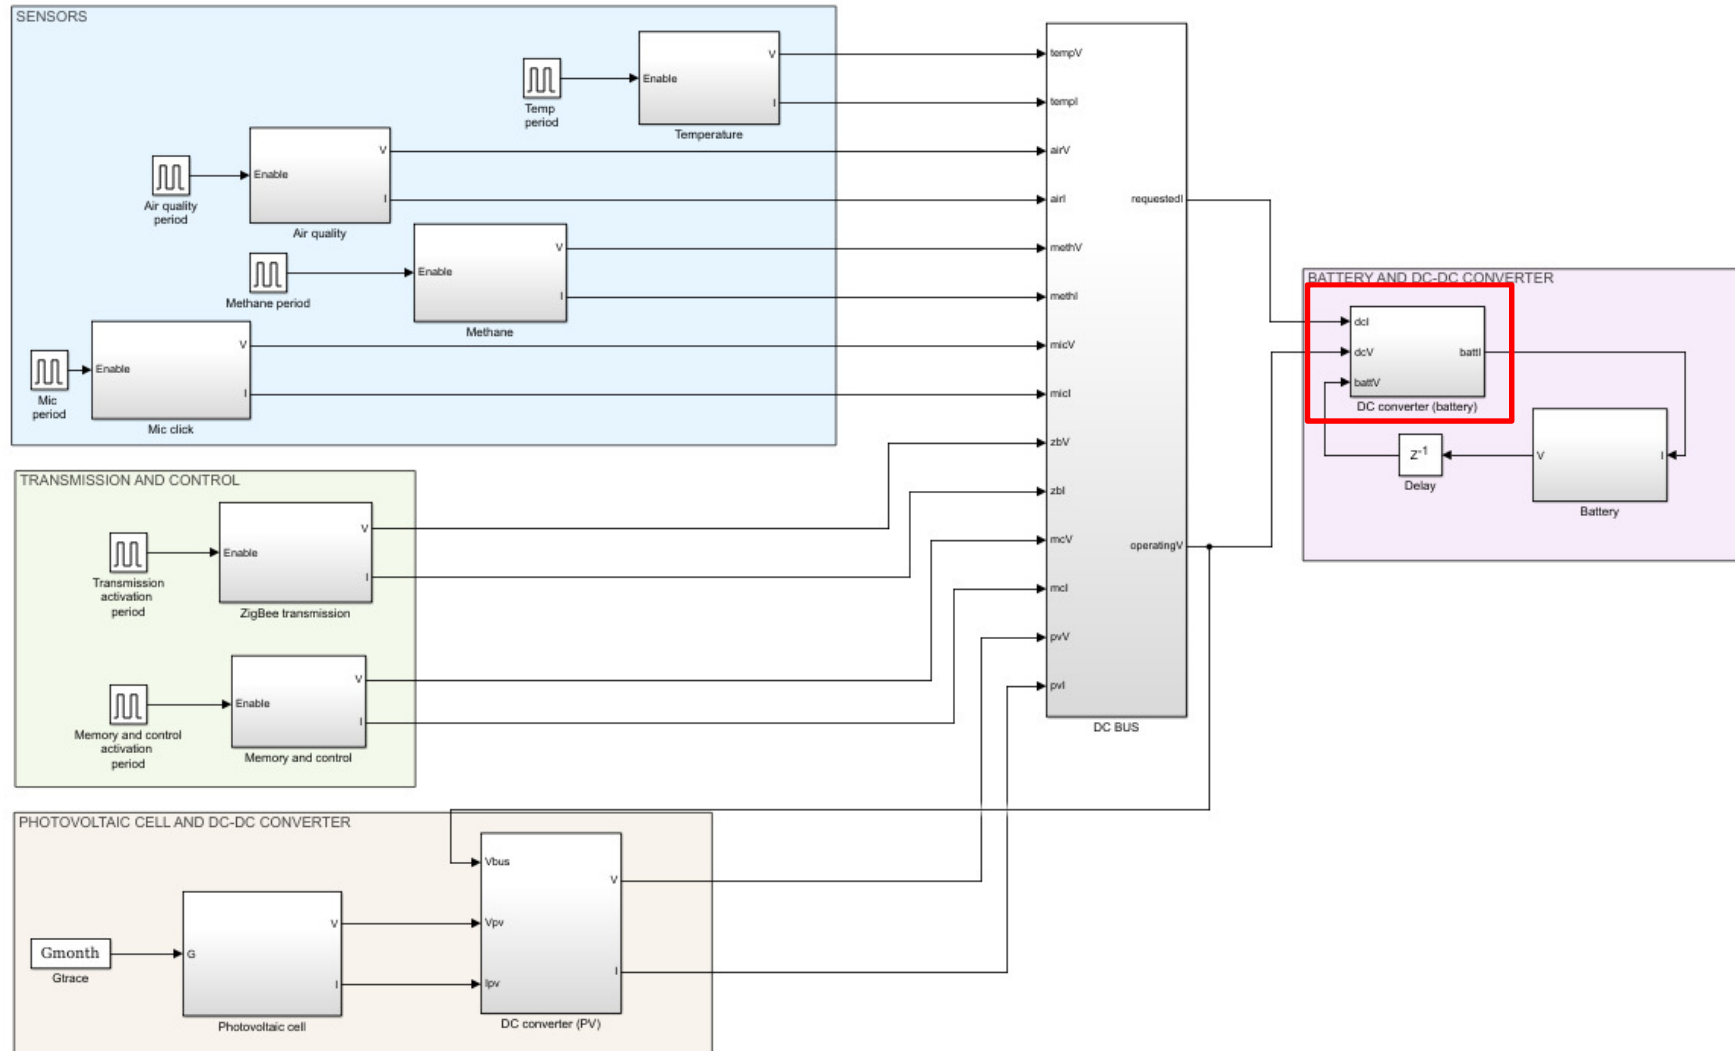 SENSORS
Temp
period
Enable
V
I
Temperature
Air quality
period
Enable
V
I
Air quality
Methane period
Enable
V
I
Methane
Mic
period
Enable
V
I
Mic click
TRANSMISSION AND CONTROL
Transmission
activation
period
Enable
V
I
ZigBee transmission
Memory and control
activation
period
Enable
V
I
Memory and control
PHOTOVOLTAIC CELL AND DC-DC CONVERTER
Gmonth
Gtrace
G
V
I
Photovoltaic cell
Vbus
Vpv
Ipv
V
I
DC converter (PV)
tempV
tempI
airV
airI
methV
methI
micV
micI
zbV
zbI
mcV
mcI
pvV
pvI
requestedI
operatingV
DC BUS
BATTERY AND DC-DC CONVERTER
dcI
dcV
battV
battI
DC converter (battery)
Z⁻¹
Delay
V
I
Battery